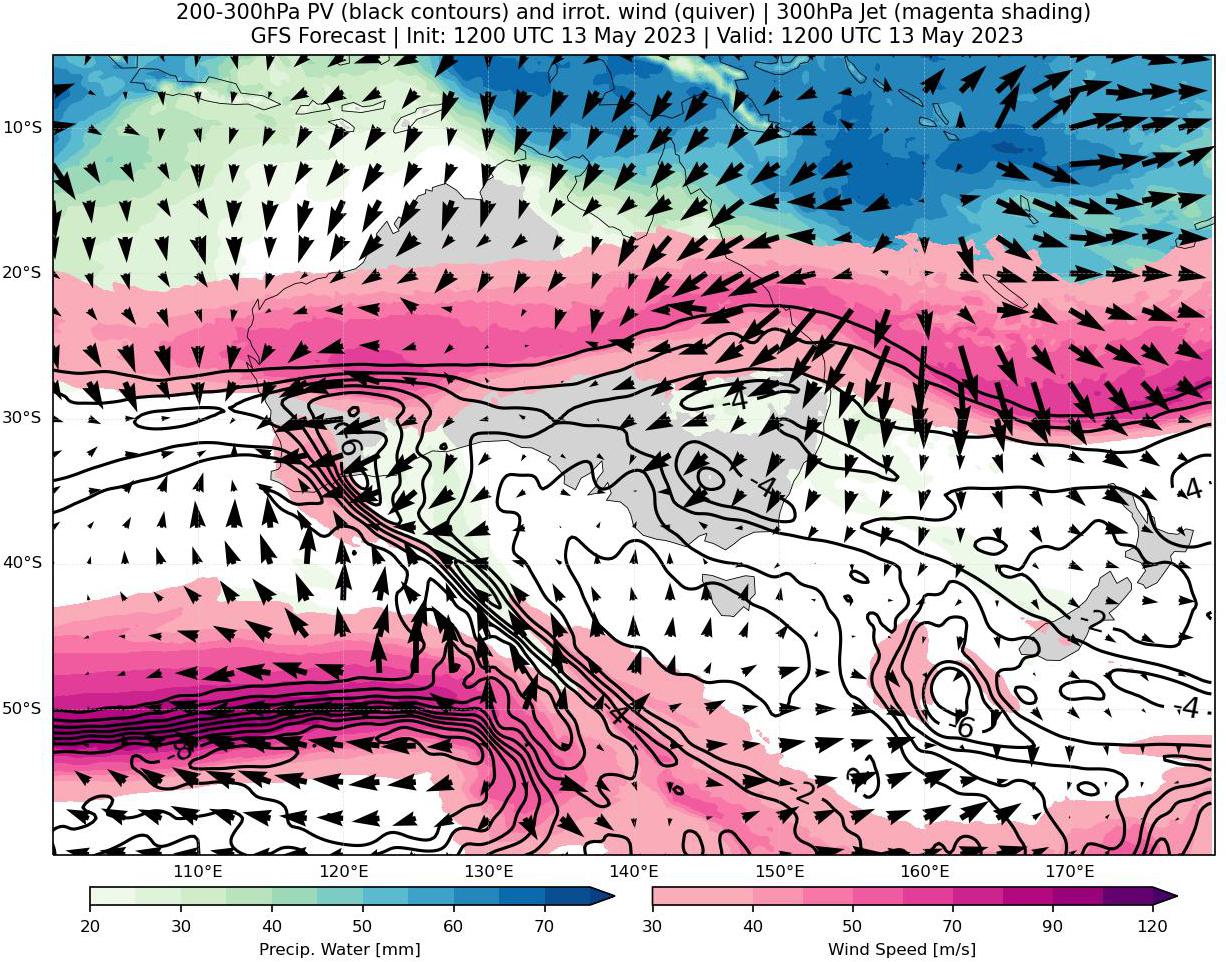 200-300hPa PV (black contours) and irrot. wind (quiver) | 300hPa Jet (magenta shading)
GFS Forecast | Init: 1200 UTC 13 May 2023 | Valid: 1200 UTC 13 May 2023
10°S
20°S
30°S
40°S
50°S
-4
-6
-4
-4
-2
-4
-6
-4
-8
-2
-2
110°E 120°E 130°E 140°E 150°E 160°E 170°E
20 30 40 50 60 70
30 40 50 70 90 120
Precip. Water [mm]
Wind Speed [m/s]